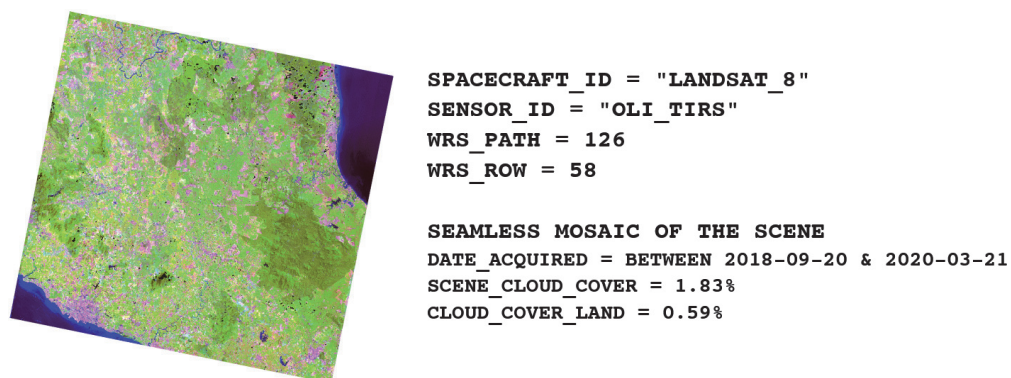 SPACECRAFT_ID = "LANDSAT_8"
SENSOR_ID = "OLI_TIRS"
WRS_PATH = 126
WRS_ROW = 58
SEAMLESS MOSAIC OF THE SCENE
DATE_ACQUIRED = BETWEEN 2018-09-20 & 2020-03-21
SCENE_CLOUD_COVER = 1.83%
CLOUD_COVER_LAND = 0.59%